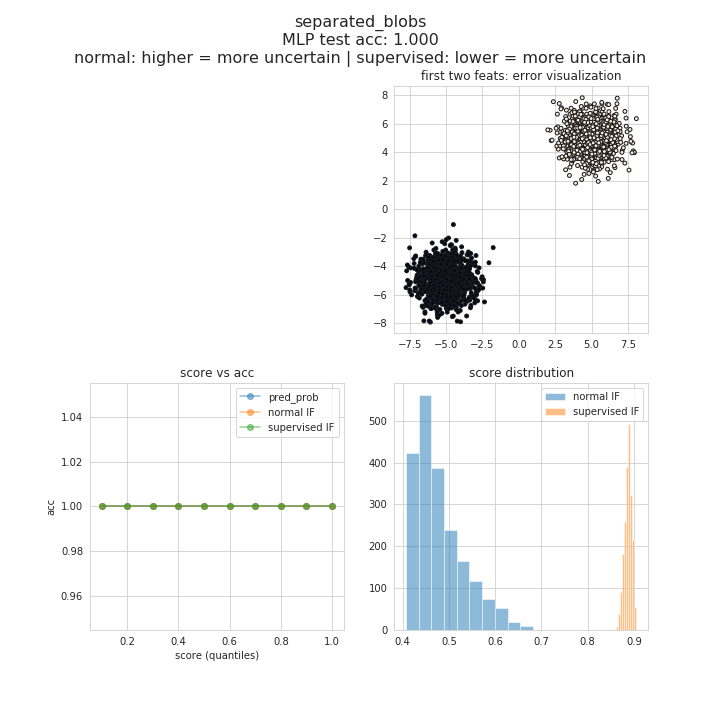 separated_blobs
MLP test acc: 1.000
normal: higher = more uncertain | supervised: lower = more uncertain
first two feats: error visualization
8
6
4
2
0
−2
−4
−6
−8
−7.5 −5.0 −2.5 0.0 2.5 5.0 7.5
score vs acc
pred_prob
normal IF
supervised IF
1.04
1.02
1.00
0.98
0.96
acc
0.2 0.4 0.6 0.8 1.0
score (quantiles)
score distribution
normal IF
supervised IF
500
400
300
200
100
0
0.4 0.5 0.6 0.7 0.8 0.9